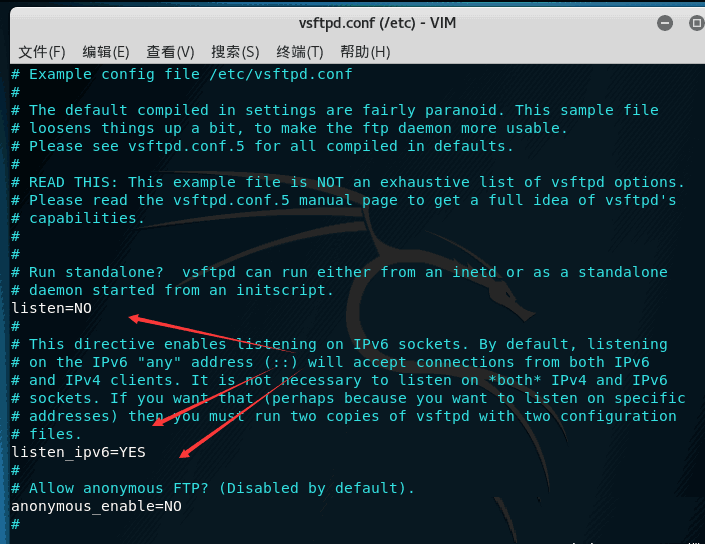 vsftpd.conf (/etc) - VIM
文件(F) 编辑(E) 查看(V) 搜索(S) 终端(T) 帮助(H)
# Example config file /etc/vsftpd.conf
#
# The default compiled in settings are fairly paranoid. This sample file
# loosens things up a bit, to make the ftp daemon more usable.
# Please see vsftpd.conf.5 for all compiled in defaults.
#
# READ THIS: This example file is NOT an exhaustive list of vsftpd options.
# Please read the vsftpd.conf.5 manual page to get a full idea of vsftpd's
# capabilities.
#
#
# Run standalone?  vsftpd can run either from an inetd or as a standalone
# daemon started from an initscript.
listen=NO
#
# This directive enables listening on IPv6 sockets. By default, listening
# on the IPv6 "any" address (::) will accept connections from both IPv6
# and IPv4 clients. It is not necessary to listen on *both* IPv4 and IPv6
# sockets. If you want that (perhaps because you want to listen on specific
# addresses) then you must run two copies of vsftpd with two configuration
# files.
listen_ipv6=YES
#
# Allow anonymous FTP? (Disabled by default).
anonymous_enable=NO
#